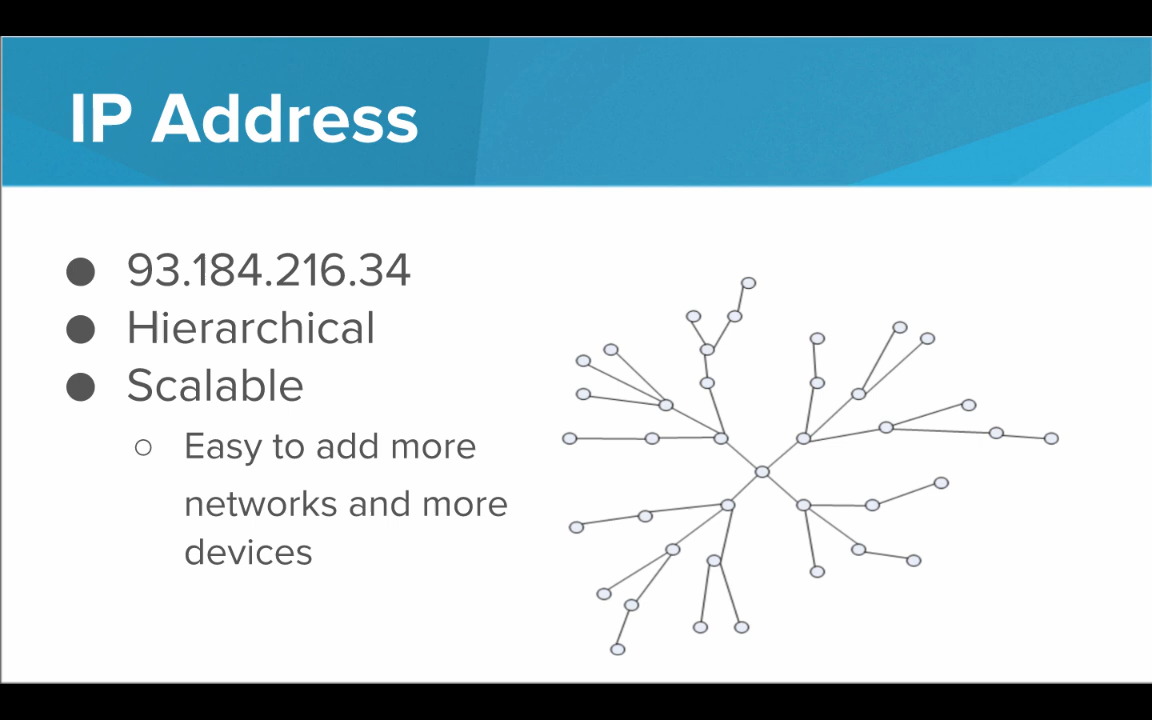 IP Address
● 93.184.216.34
● Hierarchical
● Scalable
○ Easy to add more
networks and more
devices